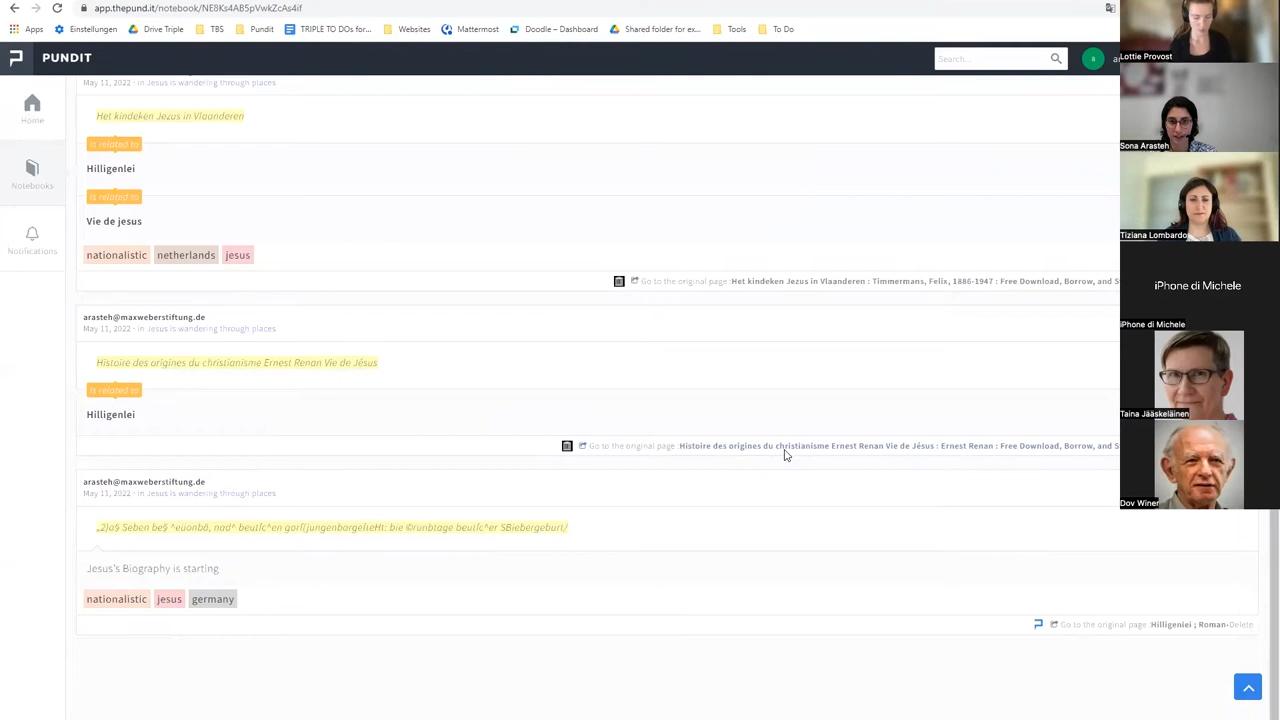 app.thepund.it/notebook/NE8Ks4AB5pVwkZcAs4if
Apps Einstellungen Drive Triple TBS Pundit TRIPLE TO DOs for... Websites Mattermost Doodle – Dashboard Shared folder for ex... Tools To Do
PUNDIT
Search...
Home
Notebooks
Notifications
May 11, 2022 - in Jesus is wandering through places
Het kindeken Jezus in Vlaanderen
is related to
Hilligenlei
is related to
Vie de jesus
nationalistic netherlands jesus
Go to the original page :Het kindeken Jezus in Vlaanderen : Timmermans, Felix, 1886-1947 : Free Download, Borrow, and S
arasteh@maxweberstiftung.de
May 11, 2022 - in Jesus is wandering through places
Histoire des origines du christianisme Ernest Renan Vie de Jésus
is related to
Hilligenlei
Go to the original page :Histoire des origines du christianisme Ernest Renan Vie de Jésus : Ernest Renan : Free Download, Borrow, and S
arasteh@maxweberstiftung.de
May 11, 2022 - in Jesus is wandering through places
„2)a§ Seben be§ ^euonbö, nad^ beutfc^en
Jesus's Biography is starting
nationalistic jesus germany
Go to the original page :Hilligenlei ; Roman•Delete
Lottie Provost
Sona Arasteh
Tiziana Lombardo
iPhone di Michele
iPhone di Michele
Taina Jääskeläinen
Dov Winer